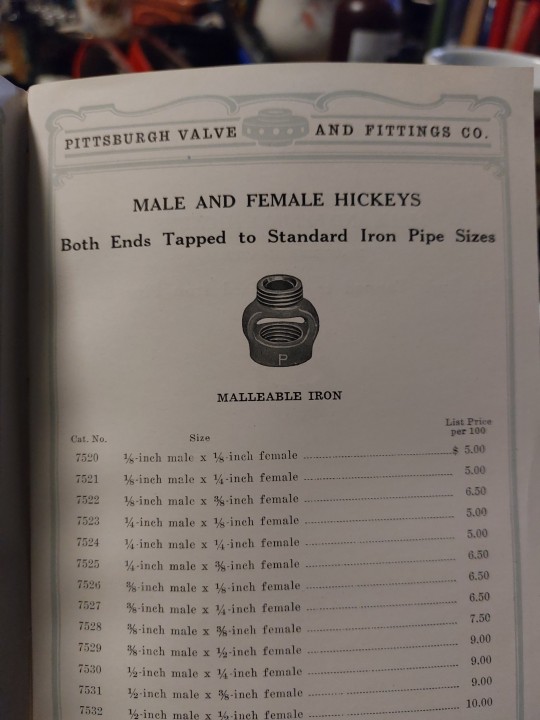 PITTSBURGH VALVE AND FITTINGS CO.
MALE AND FEMALE HICKEYS
Both Ends Tapped to Standard Iron Pipe Sizes
P
MALLEABLE IRON
Cat. No. Size List Price per 100
7520 ⅛-inch male x ⅛-inch female $ 5.00
7521 ⅛-inch male x ¼-inch female 5.00
7522 ⅛-inch male x ⅜-inch female 6.50
7523 ¼-inch male x ⅛-inch female 5.00
7524 ¼-inch male x ¼-inch female 5.00
7525 ¼-inch male x ⅜-inch female 6.50
7526 ⅜-inch male x ⅛-inch female 6.50
7527 ⅜-inch male x ¼-inch female 6.50
7528 ⅜-inch male x ⅜-inch female 7.50
7529 ⅜-inch male x ½-inch female 9.00
7530 ½-inch male x ¼-inch female 9.00
7531 ½-inch male x ⅜-inch female 9.00
7532 ½-inch male x ½-inch female 10.00